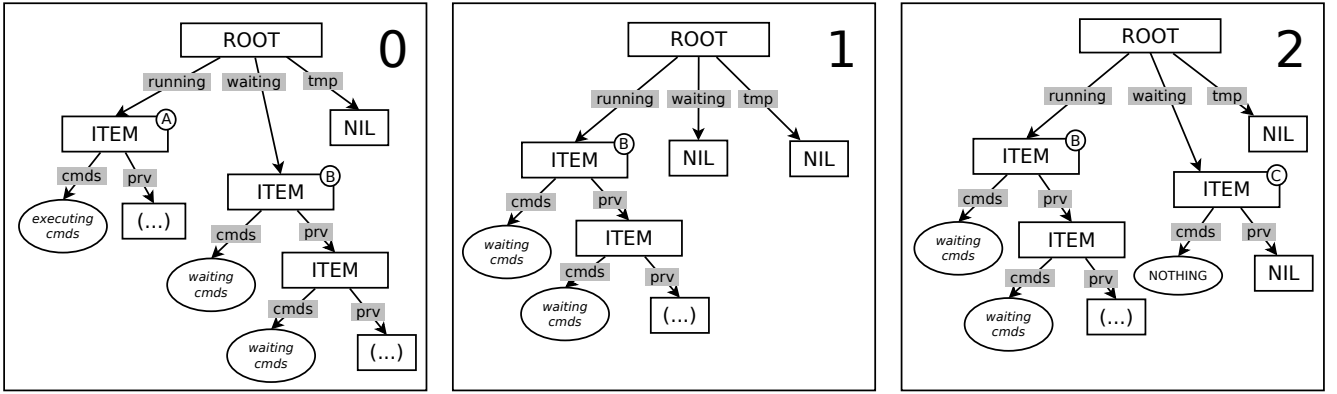 0
ROOT
running waiting tmp
A
ITEM
NIL
cmds prv
B
ITEM
executing
cmds
(...)
cmds prv
waiting
cmds
ITEM
cmds prv
waiting
cmds
(...)
1
ROOT
running waiting tmp
B
ITEM
NIL
NIL
cmds prv
waiting
cmds
ITEM
cmds prv
waiting
cmds
(...)
2
ROOT
running waiting tmp
NIL
B
ITEM
C
ITEM
cmds prv
waiting
cmds
ITEM
cmds prv
NOTHING
NIL
cmds prv
waiting
cmds
(...)